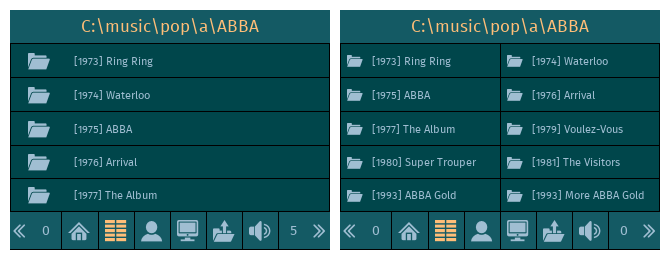 C:\music\pop\a\ABBA
[1973] Ring Ring
[1974] Waterloo
[1975] ABBA
[1976] Arrival
[1977] The Album
0
5
C:\music\pop\a\ABBA
[1973] Ring Ring
[1974] Waterloo
[1975] ABBA
[1976] Arrival
[1977] The Album
[1979] Voulez-Vous
[1980] Super Trouper
[1981] The Visitors
[1993] ABBA Gold
[1993] More ABBA Gold
0
0